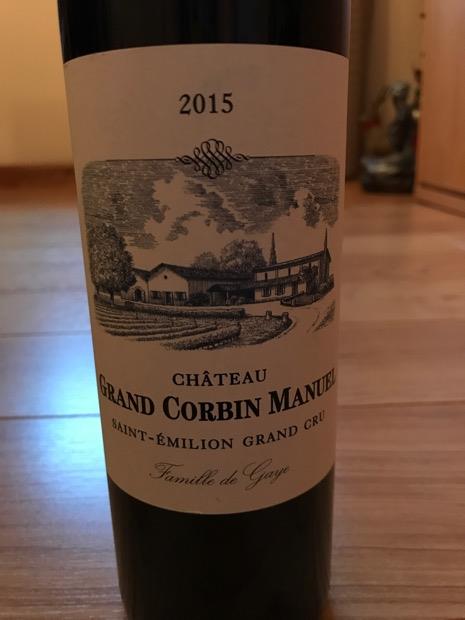 2015
CHÂTEAU
GRAND CORBIN MANUEL
SAINT-ÉMILION GRAND CRU
Famille de Gaye